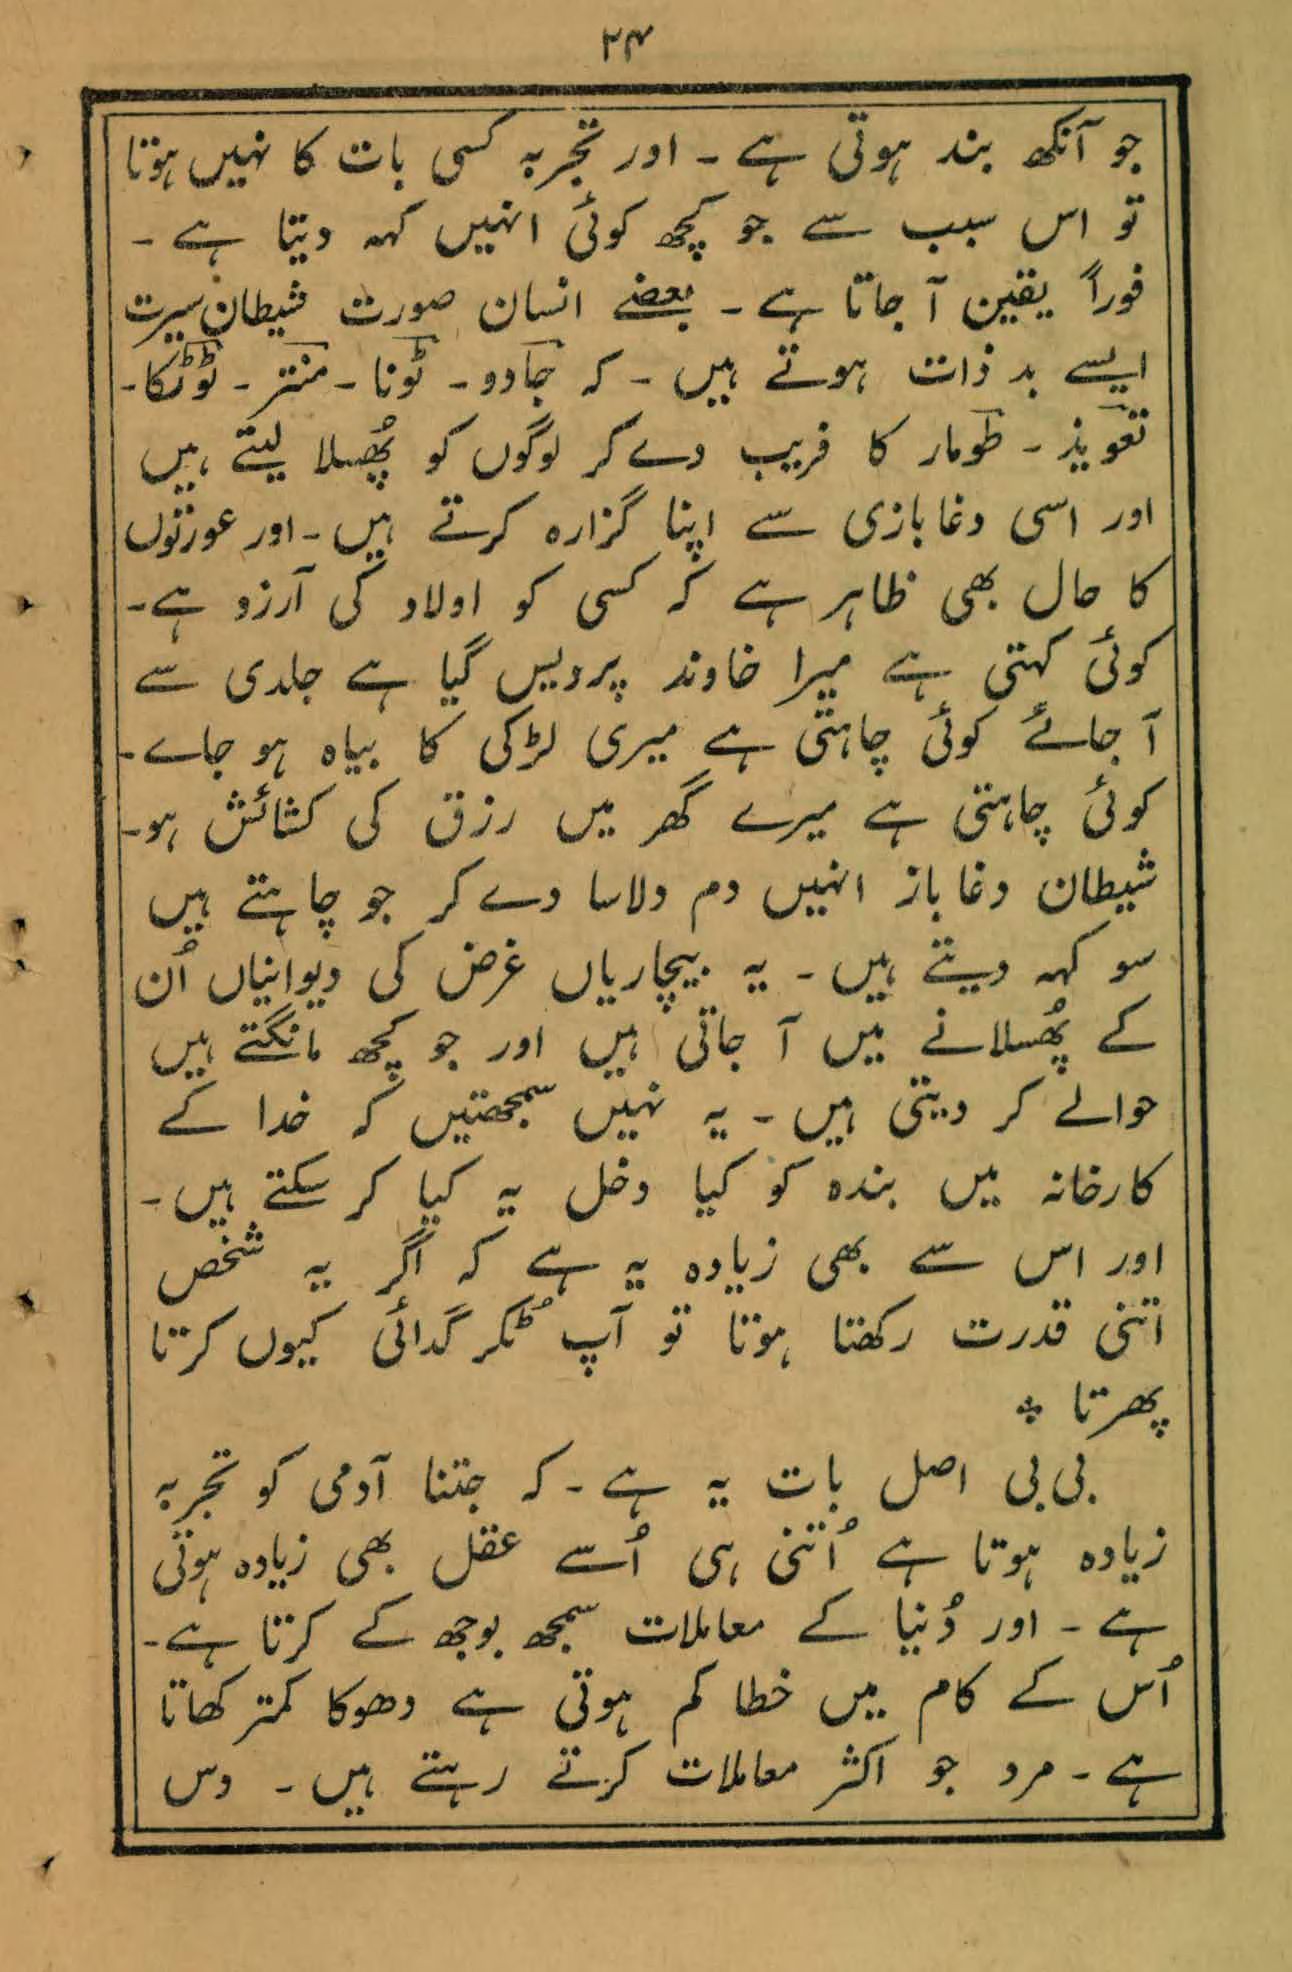 ۲۴
جو آنکھ بند ہوتی ہے ۔ اور تجربہ کسی بات کا نہیں ہوتا
تو اس سبب سے جو کچھ کوئی انہیں کہہ دیتا ہے ۔
فوراً یقین آ جاتا ہے ۔ بعضے انسان صورت شیطان سیرت
ایسے بد ذات ہوتے ہیں ۔ کہ جادو ۔ ٹونا ۔ منتر ۔ ٹوٹکا ۔
تعویذ ۔ طومار کا فریب دے کر لوگوں کو پُھسلا لیتے ہیں
اور اسی دغابازی سے اپنا گزارہ کرتے ہیں ۔ اور عورتوں
کا حال بھی ظاہر ہے کہ کسی کو اولاد کی آرزو ہے ۔
کوئی کہتی ہے میرا خاوند پردیس گیا ہے جلدی سے
آ جائے کوئی چاہتی ہے میری لڑکی کا بیاہ ہو جاے ۔
کوئی چاہتی ہے میرے گھر میں رزق کی کشائش ہو ۔
شیطان دغاباز انہیں دم دلاسا دے کر جو چاہتے ہیں
سو کہہ دیتے ہیں ۔ یہ بیچاریاں غرض کی دیوانیاں اُن
کے پُھسلانے میں آ جاتی ہیں اور جو کچھ مانگتے ہیں
حوالے کر دیتی ہیں ۔ یہ نہیں سمجھتیں کہ خدا کے
کارخانہ میں بندہ کو کیا دخل یہ کیا کر سکتے ہیں ۔
اور اس سے بھی زیادہ یہ ہے کہ اگر یہ شخص
اتنی قدرت رکھتا ہوتا تو آپ ٹُکر گدائی کیوں کرتا
پھرتا ٭
بی بی اصل بات یہ ہے ۔ کہ جتنا آدمی کو تجربہ
زیادہ ہوتا ہے اُتنی ہی اُسے عقل بھی زیادہ ہوتی
ہے ۔ اور دُنیا کے معاملات سمجھ بوجھ کے کرتا ہے ۔
اُس کے کام میں خطا کم ہوتی ہے دھوکا کمتر کھاتا
ہے ۔ مرد جو اکثر معاملات کرتے رہتے ہیں ۔ دس